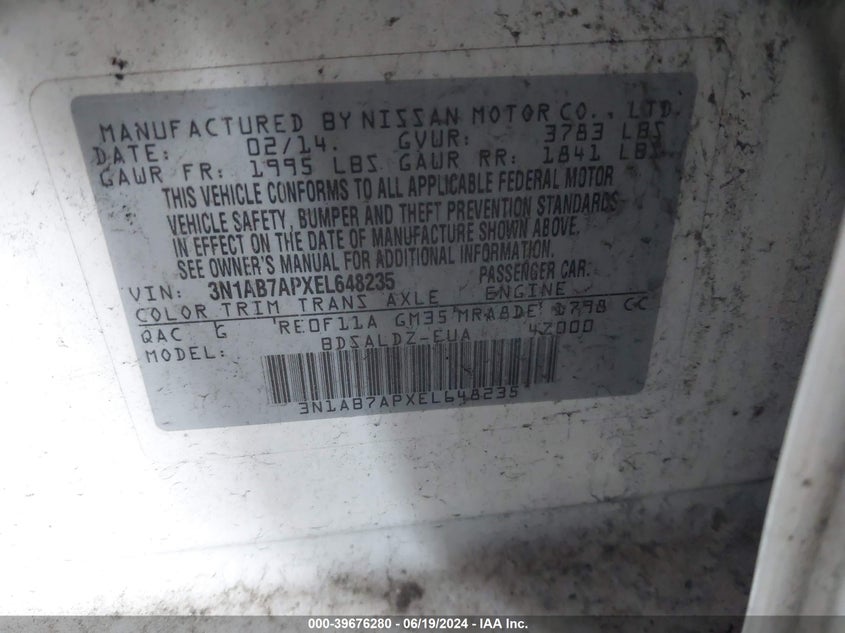 MANUFACTURED BY NISSAN MOTOR CO., LTD.
DATE: 02/14. GVWR: 3783 LBS
GAWR FR: 1995 LBS GAWR RR: 1841 LBS
THIS VEHICLE CONFORMS TO ALL APPLICABLE FEDERAL MOTOR
VEHICLE SAFETY, BUMPER AND THEFT PREVENTION STANDARDS
IN EFFECT ON THE DATE OF MANUFACTURE SHOWN ABOVE.
SEE OWNER'S MANUFAL FOR ADDITIONAL INFORMATION.
VIN: 3N1AB7APXEL648235 PASSENGER CAR.
COLOR TRIM TRANS AXLE ENGINE
QAC G RE0F11A GM35 MRA8DE 1798 CC
MODEL: BDSALDZ-EUA 4Z000
3N1AB7APXEL648235
000-39676280 - 06/19/2024 - IAA Inc.